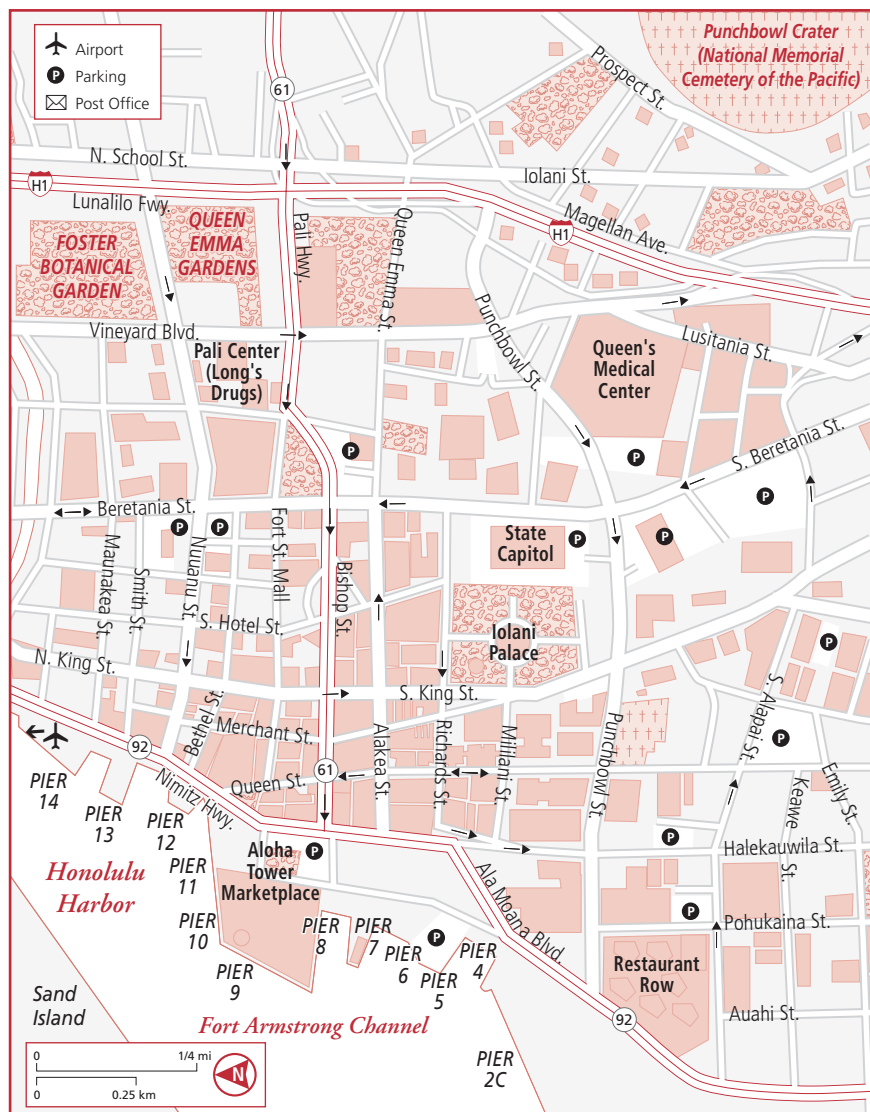 Airport
P Parking
Post Office
Punchbowl Crater
(National Memorial
Cemetery of the Pacific)
Prospect St.
61
N. School St.
Iolani St.
H1
Lunalilo Fwy.
Magellan Ave.
H1
FOSTER
BOTANICAL
GARDEN
QUEEN
EMMA
GARDENS
Pali Hwy.
Queen Emma St.
Punchbowl St.
Vineyard Blvd.
Lusitania St.
Pali Center
(Long's
Drugs)
Queen's
Medical
Center
P
P
S. Beretania St.
P
Beretania St.
P
P
State
Capitol
P
P
Maunakea St.
Smith St.
Nuuanu St.
Fort St. Mall
Bishop St.
S. Hotel St.
Iolani
Palace
P
N. King St.
S. King St.
S. Alapai St.
P
Bethel St.
Merchant St.
Alakea St.
Richards St.
Mililani St.
Punchbowl St.
92
61
Queen St.
Nimitz Hwy.
Keawe St.
Emily St.
PIER
14
PIER
13
PIER
12
PIER
11
PIER
10
PIER
9
PIER
8
PIER
7
PIER
6
PIER
5
PIER
4
PIER
2C
Honolulu
Harbor
Aloha
Tower
Marketplace
P
P
P
Halekauwila St.
P
Pohukaina St.
Ala Moana Blvd.
Restaurant
Row
92
Auahi St.
Sand
Island
Fort Armstrong Channel
0 1/4 mi
0 0.25 km
N